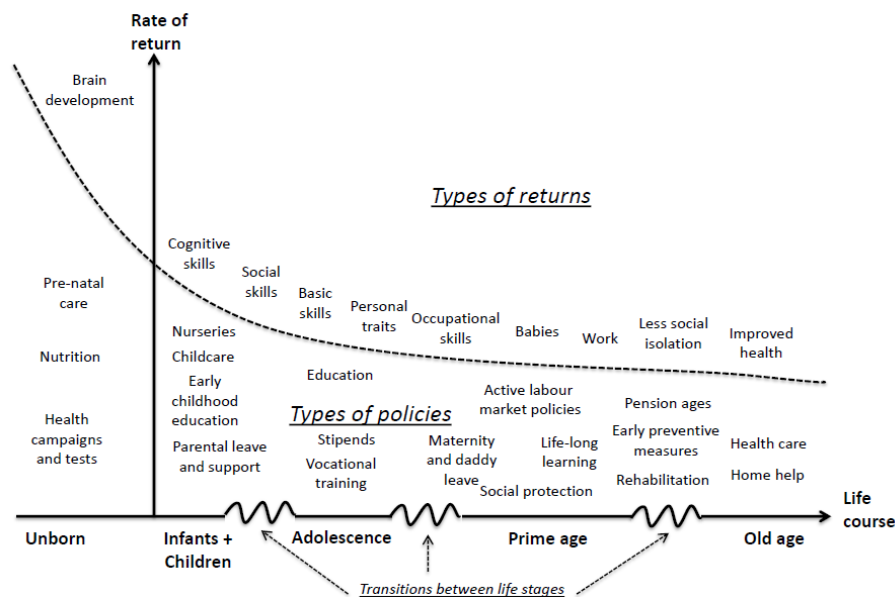 Rate of
return
Brain
development
Types of returns
Cognitive
skills
Social
skills
Basic
skills
Personal
traits
Occupational
skills
Babies
Work
Less social
isolation
Improved
health
Pre-natal
care
Nutrition
Health
campaigns
and tests
Nurseries
Childcare
Early
childhood
education
Parental leave
and support
Education
Types of policies
Stipends
Vocational
training
Maternity
and daddy
leave
Active labour
market policies
Life-long
learning
Social protection
Pension ages
Early preventive
measures
Rehabilitation
Health care
Home help
Life
course
Unborn
Infants +
Children
Adolescence
Prime age
Old age
Transitions between life stages